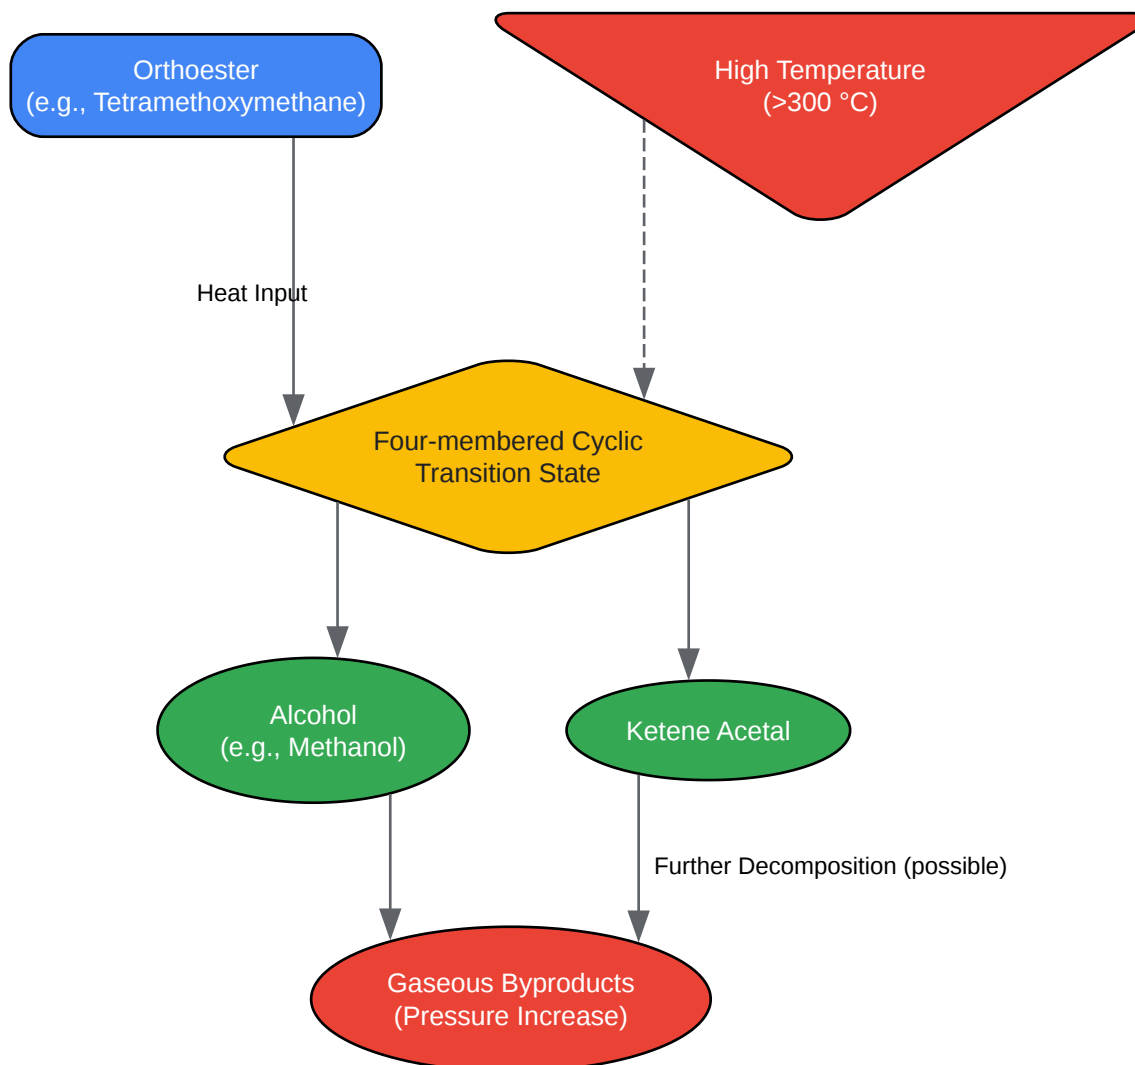 Orthoester
(e.g., Tetramethoxymethane)
High Temperature
(>300 °C)
Heat Input
Four-membered Cyclic
Transition State
Alcohol
(e.g., Methanol)
Ketene Acetal
Further Decomposition (possible)
Gaseous Byproducts
(Pressure Increase)